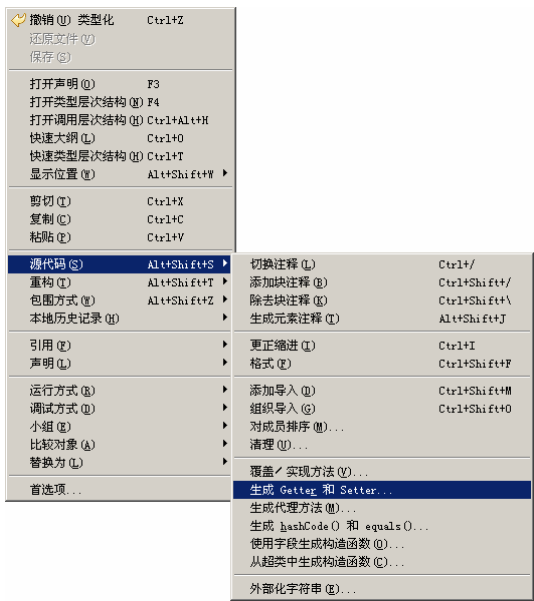 撤销(U) 类型化 Ctrl+Z
还原文件(V)
保存(S)
打开声明(O) F3
打开类型层次结构(N) F4
打开调用层次结构(H) Ctrl+Alt+H
快速大纲(L) Ctrl+O
快速类型层次结构(H) Ctrl+T
显示位置(W) Alt+Shift+W
剪切(T) Ctrl+X
复制(C) Ctrl+C
粘贴(P) Ctrl+V
源代码(S) Alt+Shift+S
重构(T) Alt+Shift+T
包围方式(W) Alt+Shift+Z
本地历史记录(H)
引用(F)
声明(L)
运行方式(R)
调试方式(D)
小组(E)
比较对象(A)
替换为(L)
首选项...
切换注释(L) Ctrl+/
添加块注释(B) Ctrl+Shift+/
除去块注释(K) Ctrl+Shift+\
生成元素注释(T) Alt+Shift+J
更正缩进(I) Ctrl+I
格式(F) Ctrl+Shift+F
添加导入(D) Ctrl+Shift+M
组织导入(G) Ctrl+Shift+O
对成员排序(M)...
清理(U)...
覆盖/实现方法(V)...
生成 Getter 和 Setter...
生成代理方法(M)...
生成 hashCode() 和 equals()...
使用字段生成构造函数(O)...
从超类中生成构造函数(C)...
外部化字符串(E)...